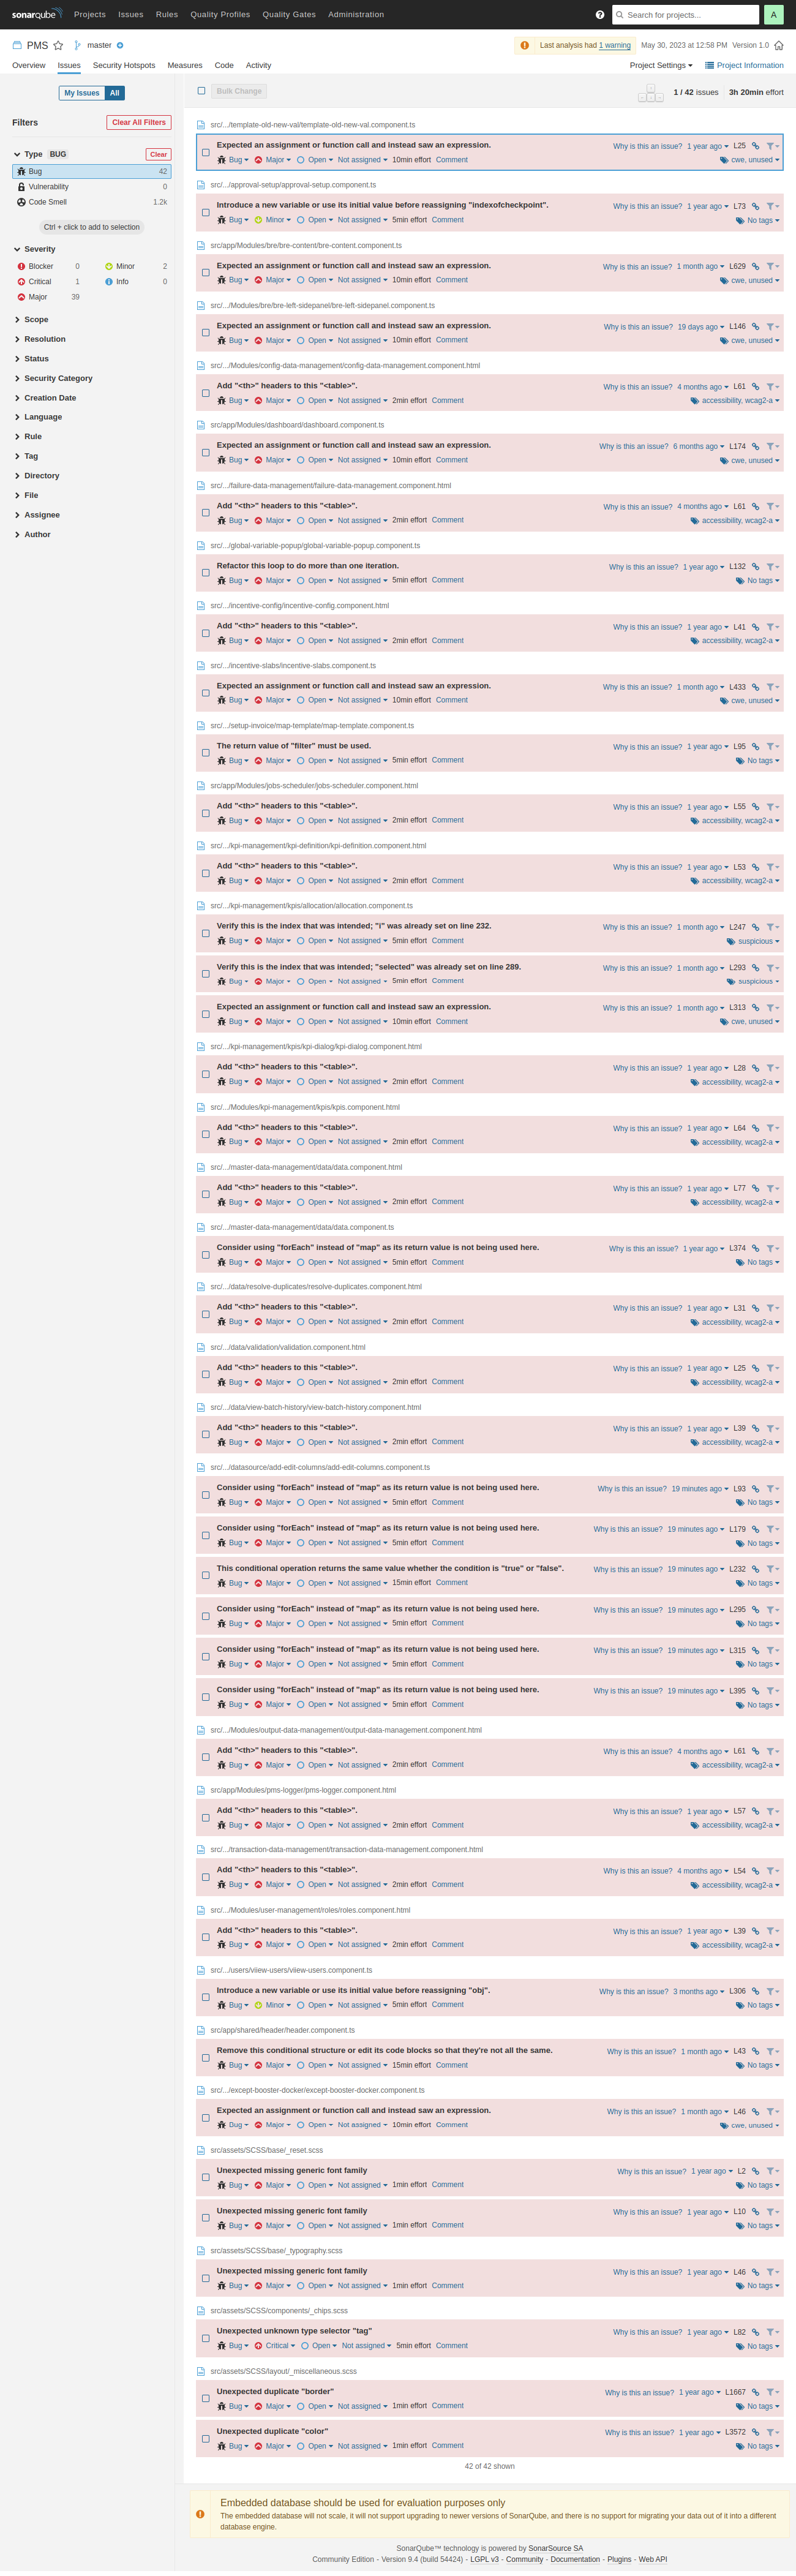 sonarqube Projects Issues Rules Quality Profiles Quality Gates Administration Search for projects... A
PMS master Last analysis had 1 warning May 30, 2023 at 12:58 PM Version 1.0
Overview Issues Security Hotspots Measures Code Activity Project Settings Project Information
My Issues All
Bulk Change 1 / 42 issues 3h 20min effort
Filters Clear All Filters
Type BUG Clear
Bug 42
Vulnerability 0
Code Smell 1.2k
Ctrl + click to add to selection
Severity
Blocker 0 Minor 2
Critical 1 Info 0
Major 39
Scope
Resolution
Status
Security Category
Creation Date
Language
Rule
Tag
Directory
File
Assignee
Author
src/.../template-old-new-val/template-old-new-val.component.ts
Expected an assignment or function call and instead saw an expression. Why is this an issue? 1 year ago L25
Bug Major Open Not assigned 10min effort Comment cwe, unused
src/.../approval-setup/approval-setup.component.ts
Introduce a new variable or use its initial value before reassigning "indexofcheckpoint". Why is this an issue? 1 year ago L73
Bug Minor Open Not assigned 5min effort Comment No tags
src/app/Modules/bre/bre-content/bre-content.component.ts
Expected an assignment or function call and instead saw an expression. Why is this an issue? 1 month ago L629
Bug Major Open Not assigned 10min effort Comment cwe, unused
src/.../Modules/bre/bre-left-sidepanel/bre-left-sidepanel.component.ts
Expected an assignment or function call and instead saw an expression. Why is this an issue? 19 days ago L146
Bug Major Open Not assigned 10min effort Comment cwe, unused
src/.../Modules/config-data-management/config-data-management.component.html
Add "<th>" headers to this "<table>". Why is this an issue? 4 months ago L61
Bug Major Open Not assigned 2min effort Comment accessibility, wcag2-a
src/app/Modules/dashboard/dashboard.component.ts
Expected an assignment or function call and instead saw an expression. Why is this an issue? 6 months ago L174
Bug Major Open Not assigned 10min effort Comment cwe, unused
src/.../failure-data-management/failure-data-management.component.html
Add "<th>" headers to this "<table>". Why is this an issue? 4 months ago L61
Bug Major Open Not assigned 2min effort Comment accessibility, wcag2-a
src/.../global-variable-popup/global-variable-popup.component.ts
Refactor this loop to do more than one iteration. Why is this an issue? 1 year ago L132
Bug Major Open Not assigned 5min effort Comment No tags
src/.../incentive-config/incentive-config.component.html
Add "<th>" headers to this "<table>". Why is this an issue? 1 year ago L41
Bug Major Open Not assigned 2min effort Comment accessibility, wcag2-a
src/.../incentive-slabs/incentive-slabs.component.ts
Expected an assignment or function call and instead saw an expression. Why is this an issue? 1 month ago L433
Bug Major Open Not assigned 10min effort Comment cwe, unused
src/.../setup-invoice/map-template/map-template.component.ts
The return value of "filter" must be used. Why is this an issue? 1 year ago L95
Bug Major Open Not assigned 5min effort Comment No tags
src/app/Modules/jobs-scheduler/jobs-scheduler.component.html
Add "<th>" headers to this "<table>". Why is this an issue? 1 year ago L55
Bug Major Open Not assigned 2min effort Comment accessibility, wcag2-a
src/.../kpi-management/kpi-definition/kpi-definition.component.html
Add "<th>" headers to this "<table>". Why is this an issue? 1 year ago L53
Bug Major Open Not assigned 2min effort Comment accessibility, wcag2-a
src/.../kpi-management/kpis/allocation/allocation.component.ts
Verify this is the index that was intended; "i" was already set on line 232. Why is this an issue? 1 month ago L247
Bug Major Open Not assigned 5min effort Comment suspicious
Verify this is the index that was intended; "selected" was already set on line 289. Why is this an issue? 1 month ago L293
Bug Major Open Not assigned 5min effort Comment suspicious
Expected an assignment or function call and instead saw an expression. Why is this an issue? 1 month ago L313
Bug Major Open Not assigned 10min effort Comment cwe, unused
src/.../kpi-management/kpis/kpi-dialog/kpi-dialog.component.html
Add "<th>" headers to this "<table>". Why is this an issue? 1 year ago L28
Bug Major Open Not assigned 2min effort Comment accessibility, wcag2-a
src/.../Modules/kpi-management/kpis/kpis.component.html
Add "<th>" headers to this "<table>". Why is this an issue? 1 year ago L64
Bug Major Open Not assigned 2min effort Comment accessibility, wcag2-a
src/.../master-data-management/data/data.component.html
Add "<th>" headers to this "<table>". Why is this an issue? 1 year ago L77
Bug Major Open Not assigned 2min effort Comment accessibility, wcag2-a
src/.../master-data-management/data/data.component.ts
Consider using "forEach" instead of "map" as its return value is not being used here. Why is this an issue? 1 year ago L374
Bug Major Open Not assigned 5min effort Comment No tags
src/.../data/resolve-duplicates/resolve-duplicates.component.html
Add "<th>" headers to this "<table>". Why is this an issue? 1 year ago L31
Bug Major Open Not assigned 2min effort Comment accessibility, wcag2-a
src/.../data/validation/validation.component.html
Add "<th>" headers to this "<table>". Why is this an issue? 1 year ago L25
Bug Major Open Not assigned 2min effort Comment accessibility, wcag2-a
src/.../data/view-batch-history/view-batch-history.component.html
Add "<th>" headers to this "<table>". Why is this an issue? 1 year ago L39
Bug Major Open Not assigned 2min effort Comment accessibility, wcag2-a
src/.../datasource/add-edit-columns/add-edit-columns.component.ts
Consider using "forEach" instead of "map" as its return value is not being used here. Why is this an issue? 19 minutes ago L93
Bug Major Open Not assigned 5min effort Comment No tags
Consider using "forEach" instead of "map" as its return value is not being used here. Why is this an issue? 19 minutes ago L179
Bug Major Open Not assigned 5min effort Comment No tags
This conditional operation returns the same value whether the condition is "true" or "false". Why is this an issue? 19 minutes ago L232
Bug Major Open Not assigned 15min effort Comment No tags
Consider using "forEach" instead of "map" as its return value is not being used here. Why is this an issue? 19 minutes ago L295
Bug Major Open Not assigned 5min effort Comment No tags
Consider using "forEach" instead of "map" as its return value is not being used here. Why is this an issue? 19 minutes ago L315
Bug Major Open Not assigned 5min effort Comment No tags
Consider using "forEach" instead of "map" as its return value is not being used here. Why is this an issue? 19 minutes ago L395
Bug Major Open Not assigned 5min effort Comment No tags
src/.../Modules/output-data-management/output-data-management.component.html
Add "<th>" headers to this "<table>". Why is this an issue? 4 months ago L61
Bug Major Open Not assigned 2min effort Comment accessibility, wcag2-a
src/app/Modules/pms-logger/pms-logger.component.html
Add "<th>" headers to this "<table>". Why is this an issue? 1 year ago L57
Bug Major Open Not assigned 2min effort Comment accessibility, wcag2-a
src/.../transaction-data-management/transaction-data-management.component.html
Add "<th>" headers to this "<table>". Why is this an issue? 4 months ago L54
Bug Major Open Not assigned 2min effort Comment accessibility, wcag2-a
src/.../Modules/user-management/roles/roles.component.html
Add "<th>" headers to this "<table>". Why is this an issue? 1 year ago L39
Bug Major Open Not assigned 2min effort Comment accessibility, wcag2-a
src/.../users/viiew-users/viiew-users.component.ts
Introduce a new variable or use its initial value before reassigning "obj". Why is this an issue? 3 months ago L306
Bug Minor Open Not assigned 5min effort Comment No tags
src/app/shared/header/header.component.ts
Remove this conditional structure or edit its code blocks so that they're not all the same. Why is this an issue? 1 month ago L43
Bug Major Open Not assigned 15min effort Comment No tags
src/.../except-booster-docker/except-booster-docker.component.ts
Expected an assignment or function call and instead saw an expression. Why is this an issue? 1 month ago L46
Bug Major Open Not assigned 10min effort Comment cwe, unused
src/assets/SCSS/base/_reset.scss
Unexpected missing generic font family Why is this an issue? 1 year ago L2
Bug Major Open Not assigned 1min effort Comment No tags
Unexpected missing generic font family Why is this an issue? 1 year ago L10
Bug Major Open Not assigned 1min effort Comment No tags
src/assets/SCSS/base/_typography.scss
Unexpected missing generic font family Why is this an issue? 1 year ago L46
Bug Major Open Not assigned 1min effort Comment No tags
src/assets/SCSS/components/_chips.scss
Unexpected unknown type selector "tag" Why is this an issue? 1 year ago L82
Bug Critical Open Not assigned 5min effort Comment No tags
src/assets/SCSS/layout/_miscellaneous.scss
Unexpected duplicate "border" Why is this an issue? 1 year ago L1667
Bug Major Open Not assigned 1min effort Comment No tags
Unexpected duplicate "color" Why is this an issue? 1 year ago L3572
Bug Major Open Not assigned 1min effort Comment No tags
42 of 42 shown
Embedded database should be used for evaluation purposes only
The embedded database will not scale, it will not support upgrading to newer versions of SonarQube, and there is no support for migrating your data out of it into a different
database engine.
SonarQube™ technology is powered by SonarSource SA
Community Edition - Version 9.4 (build 54424) - LGPL v3 - Community - Documentation - Plugins - Web API